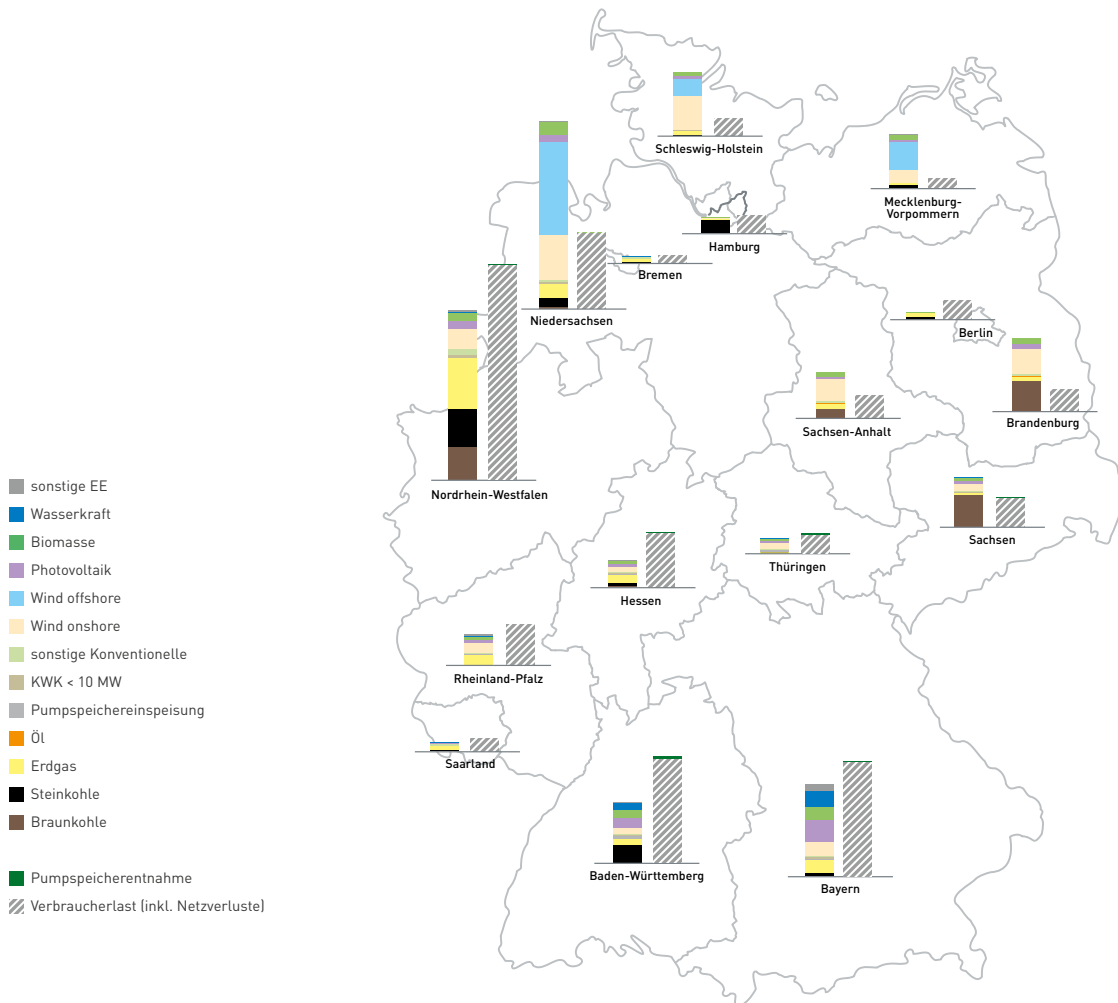 Schleswig-Holstein
Mecklenburg-
Vorpommern
Hamburg
Bremen
Niedersachsen
Berlin
Brandenburg
Sachsen-Anhalt
Nordrhein-Westfalen
Sachsen
Thüringen
Hessen
Rheinland-Pfalz
Saarland
Baden-Württemberg
Bayern
sonstige EE
Wasserkraft
Biomasse
Photovoltaik
Wind offshore
Wind onshore
sonstige Konventionelle
KWK < 10 MW
Pumpspeichereinspeisung
Öl
Erdgas
Steinkohle
Braunkohle
Pumpspeicherentnahme
Verbraucherlast (inkl. Netzverluste)